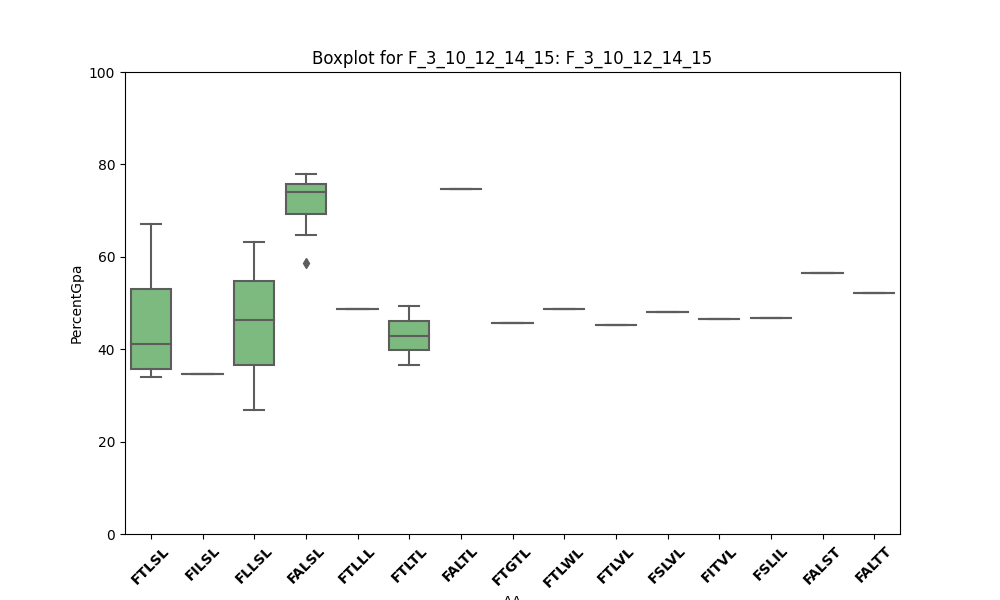 Boxplot for F_3_10_12_14_15: F_3_10_12_14_15
100
80
60
40
20
0
PercentGpa
FTLSL
FILSL
FLLSL
FALSL
FTLLL
FTLTL
FALTL
FTGTL
FTLWL
FTLVL
FSLVL
FITVL
FSLIL
FALST
FALTT
AA